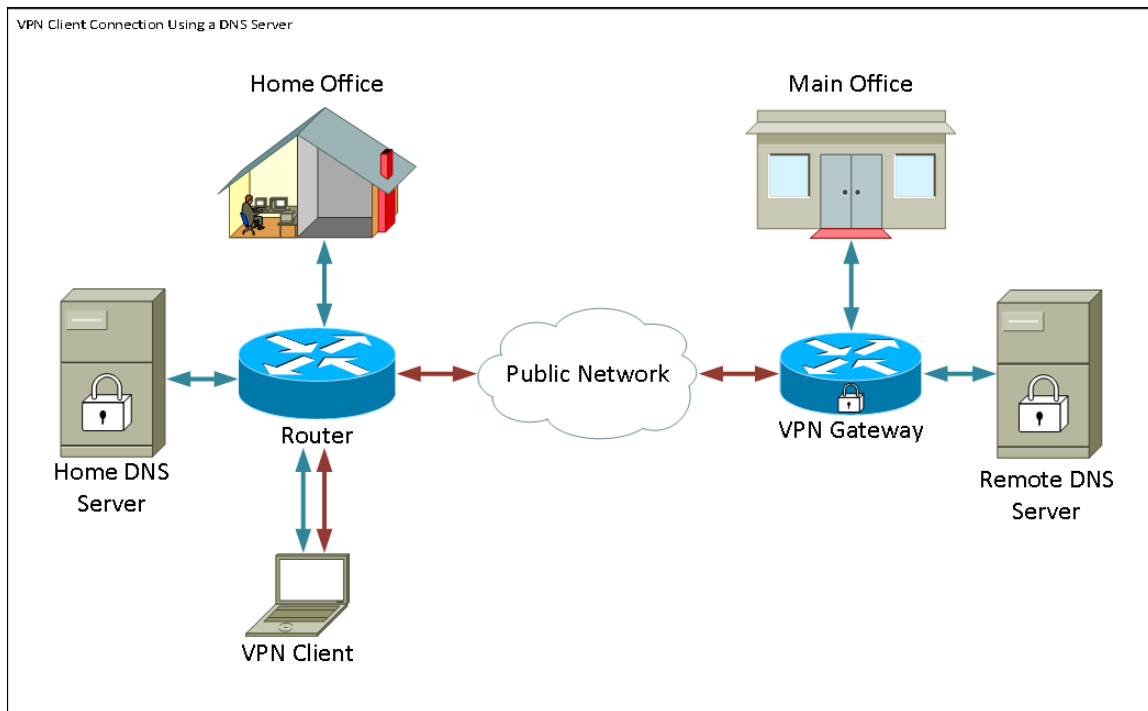 VPN Client Connection Using a DNS Server
Home Office
Main Office
Public Network
Router
VPN Gateway
Home DNS
Server
Remote DNS
Server
VPN Client